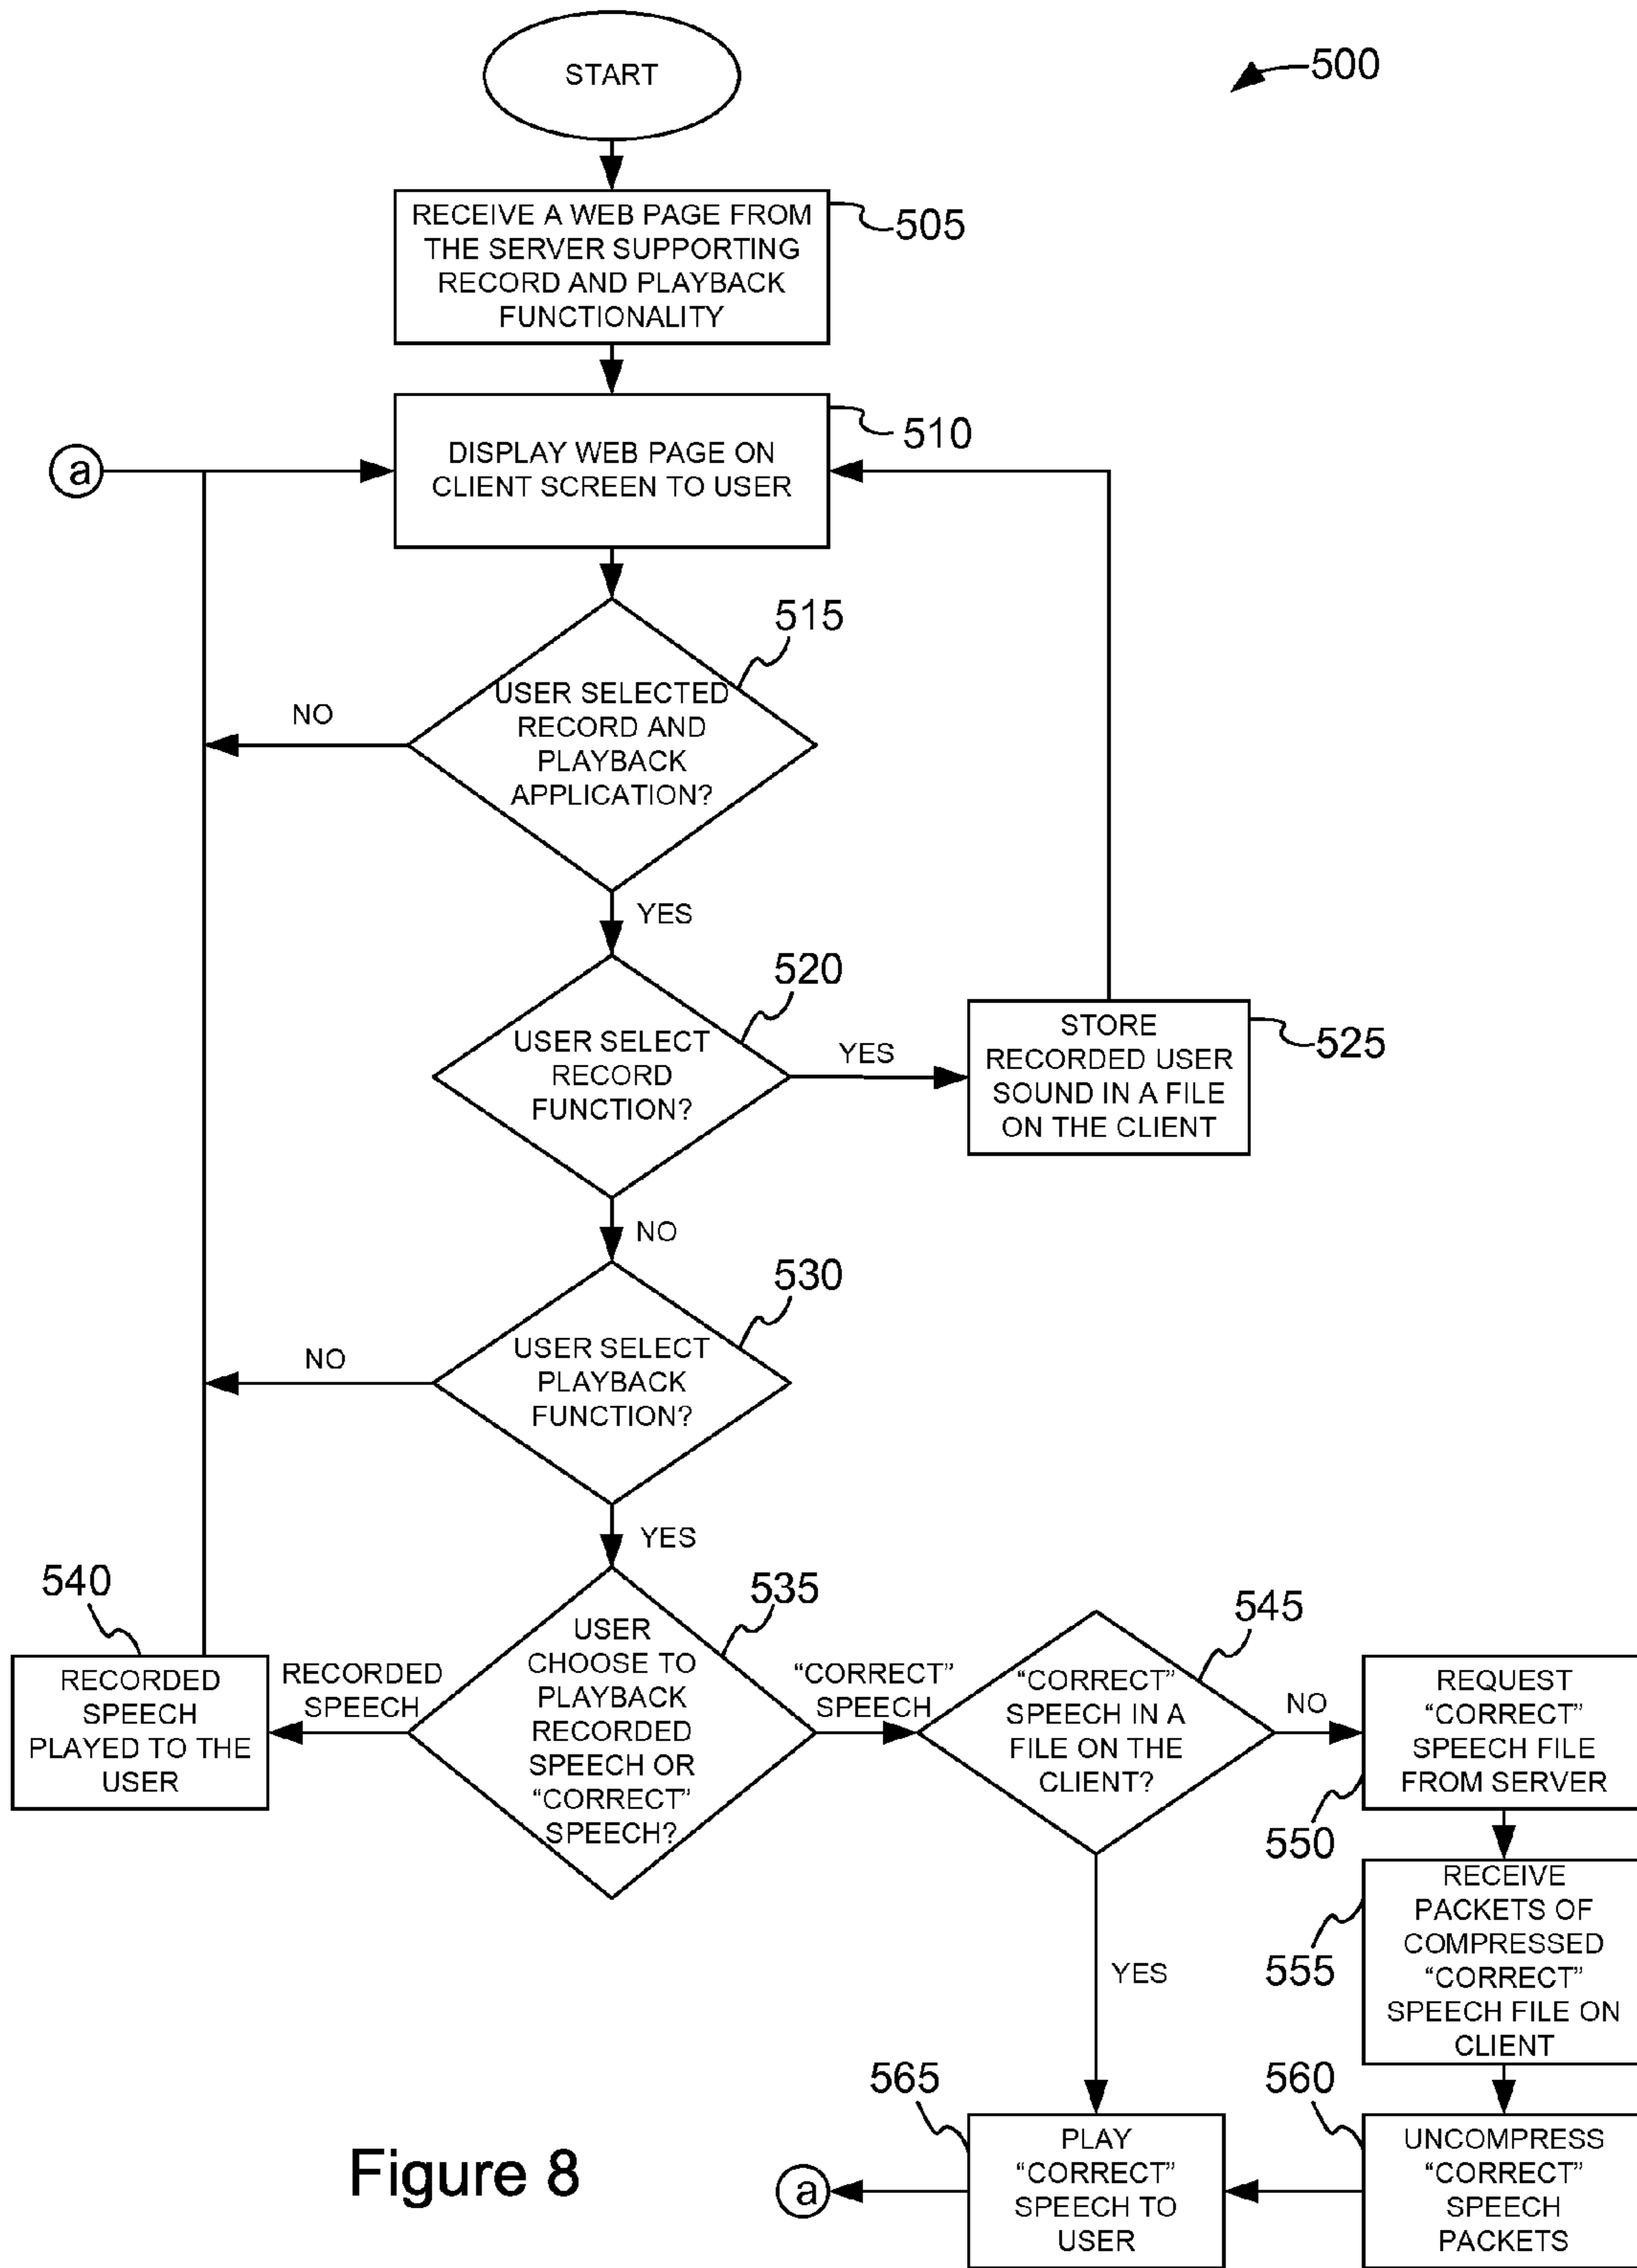 START
500
RECEIVE A WEB PAGE FROM
THE SERVER SUPPORTING
RECORD AND PLAYBACK
FUNCTIONALITY
505
a
DISPLAY WEB PAGE ON
CLIENT SCREEN TO USER
510
515
USER SELECTED
RECORD AND
PLAYBACK
APPLICATION?
NO
YES
520
USER SELECT
RECORD
FUNCTION?
YES
STORE
RECORDED USER
SOUND IN A FILE
ON THE CLIENT
525
NO
530
USER SELECT
PLAYBACK
FUNCTION?
NO
YES
535
USER
CHOOSE TO
PLAYBACK
RECORDED
SPEECH OR
“CORRECT”
SPEECH?
540
RECORDED
SPEECH
PLAYED TO THE
USER
RECORDED
SPEECH
“CORRECT”
SPEECH
545
“CORRECT”
SPEECH IN A
FILE ON THE
CLIENT?
NO
REQUEST
“CORRECT”
SPEECH FILE
FROM SERVER
550
RECEIVE
PACKETS OF
COMPRESSED
“CORRECT”
SPEECH FILE ON
CLIENT
555
YES
565
PLAY
“CORRECT”
SPEECH TO
USER
560
UNCOMPRESS
“CORRECT”
SPEECH
PACKETS
a
Figure 8